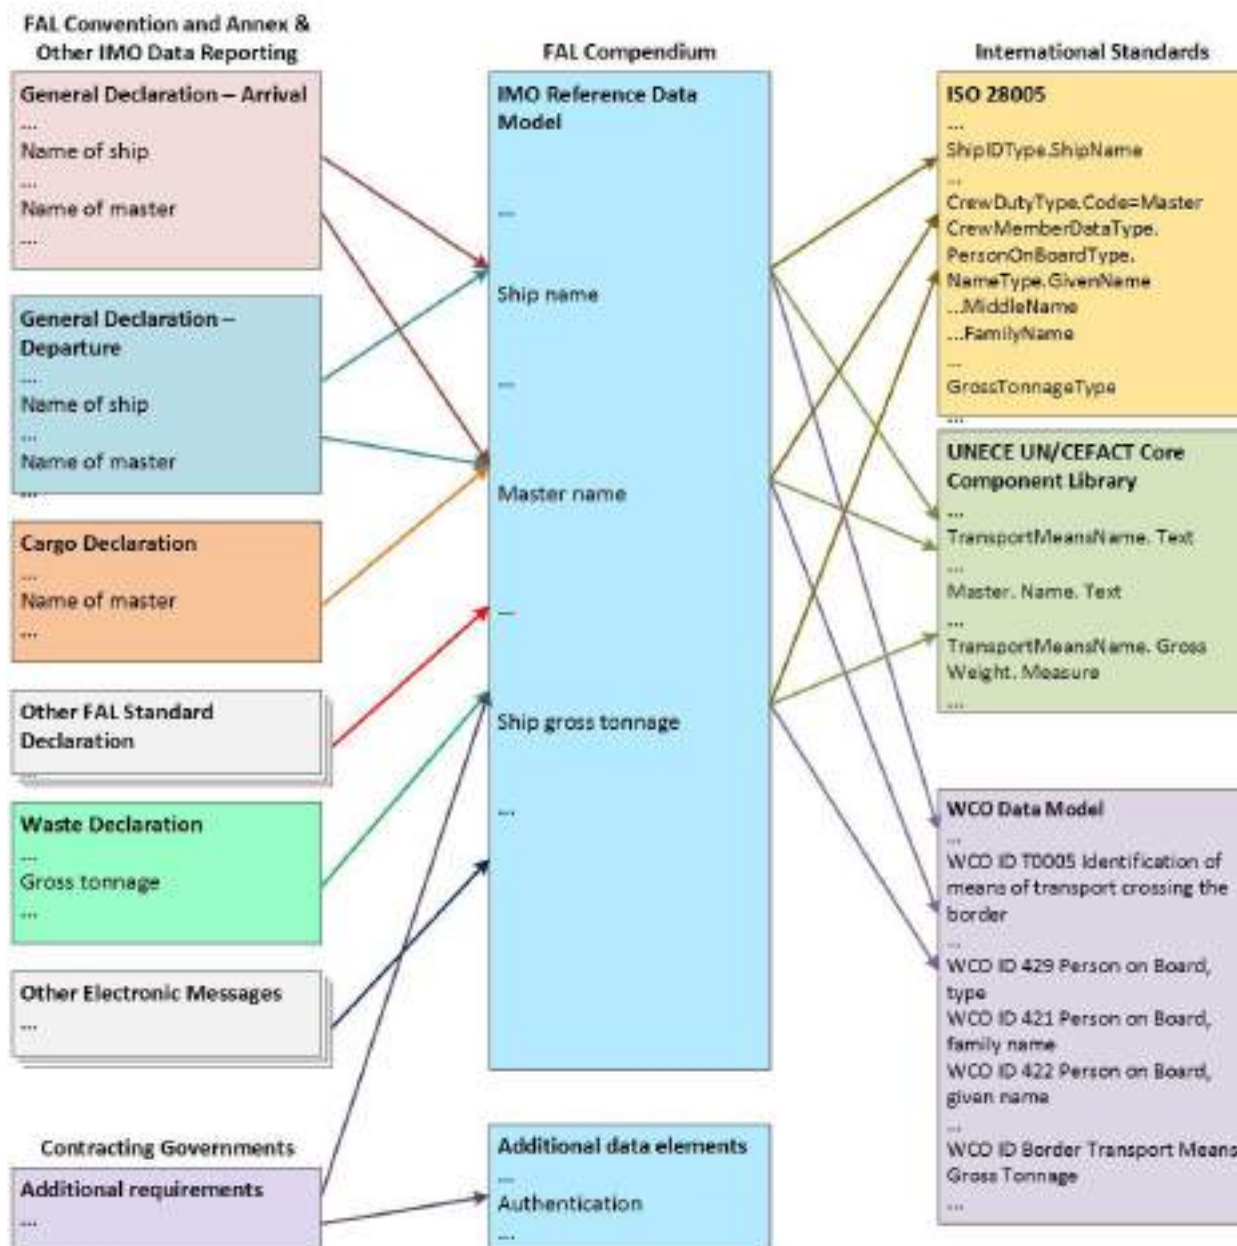 FAL Convention and Annex &
Other IMO Data Reporting
General Declaration – Arrival
...
Name of ship
...
Name of master
...
General Declaration –
Departure
...
Name of ship
...
Name of master
...
Cargo Declaration
...
Name of master
...
Other FAL Standard
Declaration
...
Waste Declaration
...
Gross tonnage
...
Other Electronic Messages
...
Contracting Governments
Additional requirements
...
FAL Compendium
IMO Reference Data
Model
...
Ship name
...
Master name
...
Ship gross tonnage
...
Additional data elements
...
Authentication
...
International Standards
ISO 28005
...
ShipIDType.ShipName
...
CrewDutyType.Code=Master
CrewMemberDataType.
PersonOnBoardType.
NameType.GivenName
...MiddleName
...FamilyName
...
GrossTonnageType
...
UNECE UN/CEFACT Core
Component Library
...
TransportMeansName. Text
...
Master. Name. Text
...
TransportMeansName. Gross
Weight. Measure
...
WCO Data Model
...
WCO ID T0005 Identification of
means of transport crossing the
border
...
WCO ID 429 Person on Board,
type
WCO ID 421 Person on Board,
family name
WCO ID 422 Person on Board,
given name
...
WCO ID Border Transport Means
Gross Tonnage
...